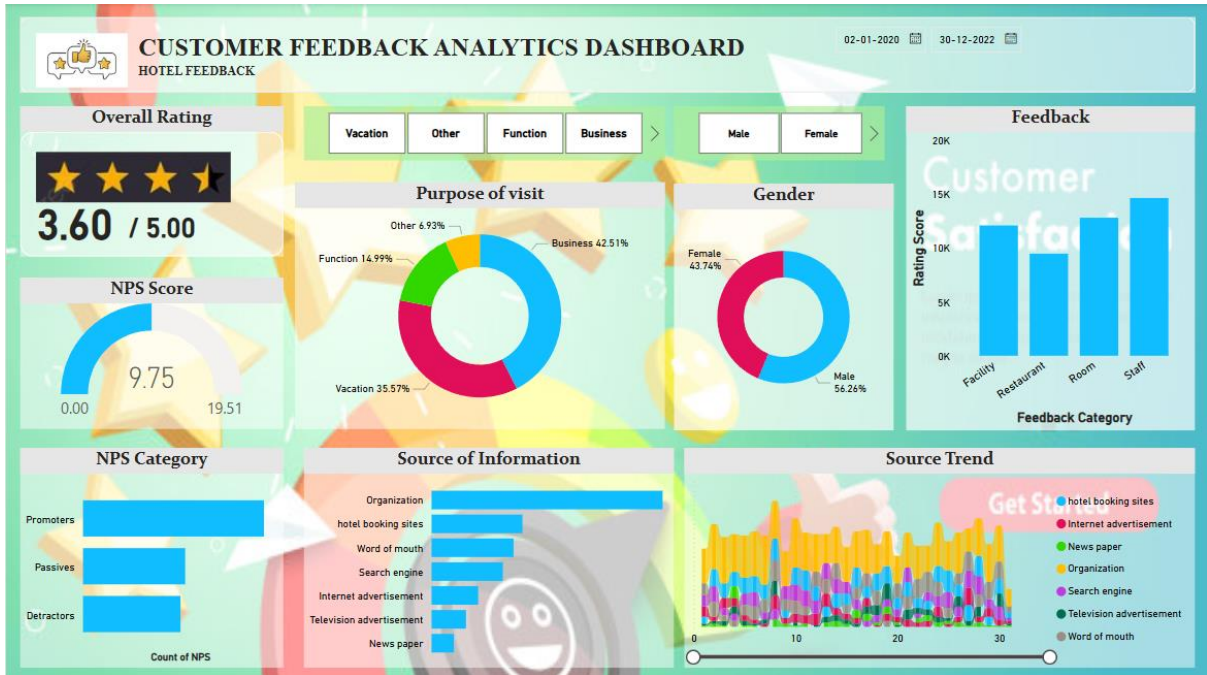 CUSTOMER FEEDBACK ANALYTICS DASHBOARD
HOTEL FEEDBACK
02-01-2020 30-12-2022
Overall Rating
3.60 / 5.00
Vacation Other Function Business
Male Female
Feedback
20K
15K
10K
5K
0K
Rating Score
Facility Restaurant Room Staff
Feedback Category
Customer
Satisfaction
Purpose of visit
Other 6.93%
Business 42.51%
Function 14.99%
Vacation 35.57%
Gender
Female
43.74%
Male
56.26%
NPS Score
9.75
0.00 19.51
NPS Category
Promoters
Passives
Detractors
Count of NPS
Source of Information
Organization
hotel booking sites
Word of mouth
Search engine
Internet advertisement
Television advertisement
News paper
Source Trend
Get Started
hotel booking sites
Internet advertisement
News paper
Organization
Search engine
Television advertisement
Word of mouth
0 10 20 30